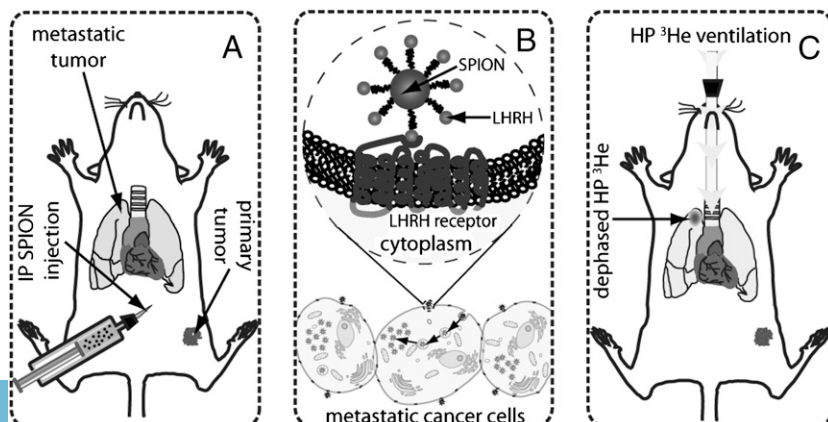 A
metastatic
tumor
IP SPION
injection
primary
tumor
B
SPION
LHRH
LHRH receptor
cytoplasm
metastatic cancer cells
C
HP ³He ventilation
dephased HP ³He